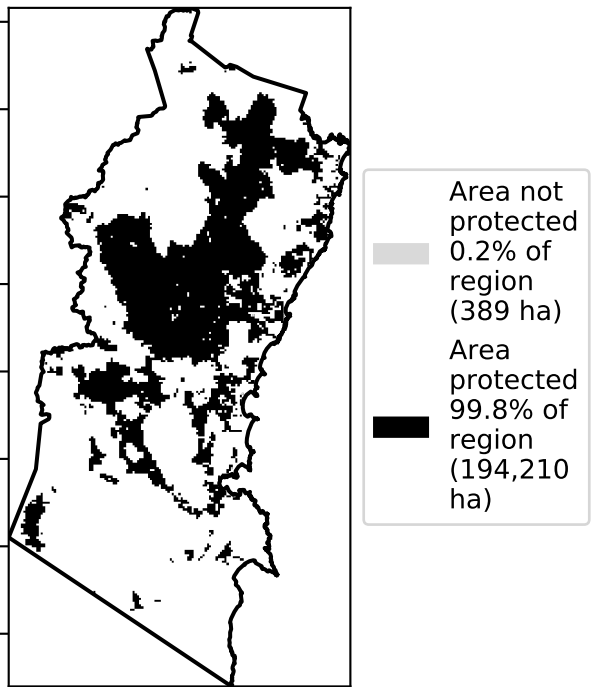 Area not
protected
0.2% of
region
(389 ha)
Area
protected
99.8% of
region
(194,210
ha)